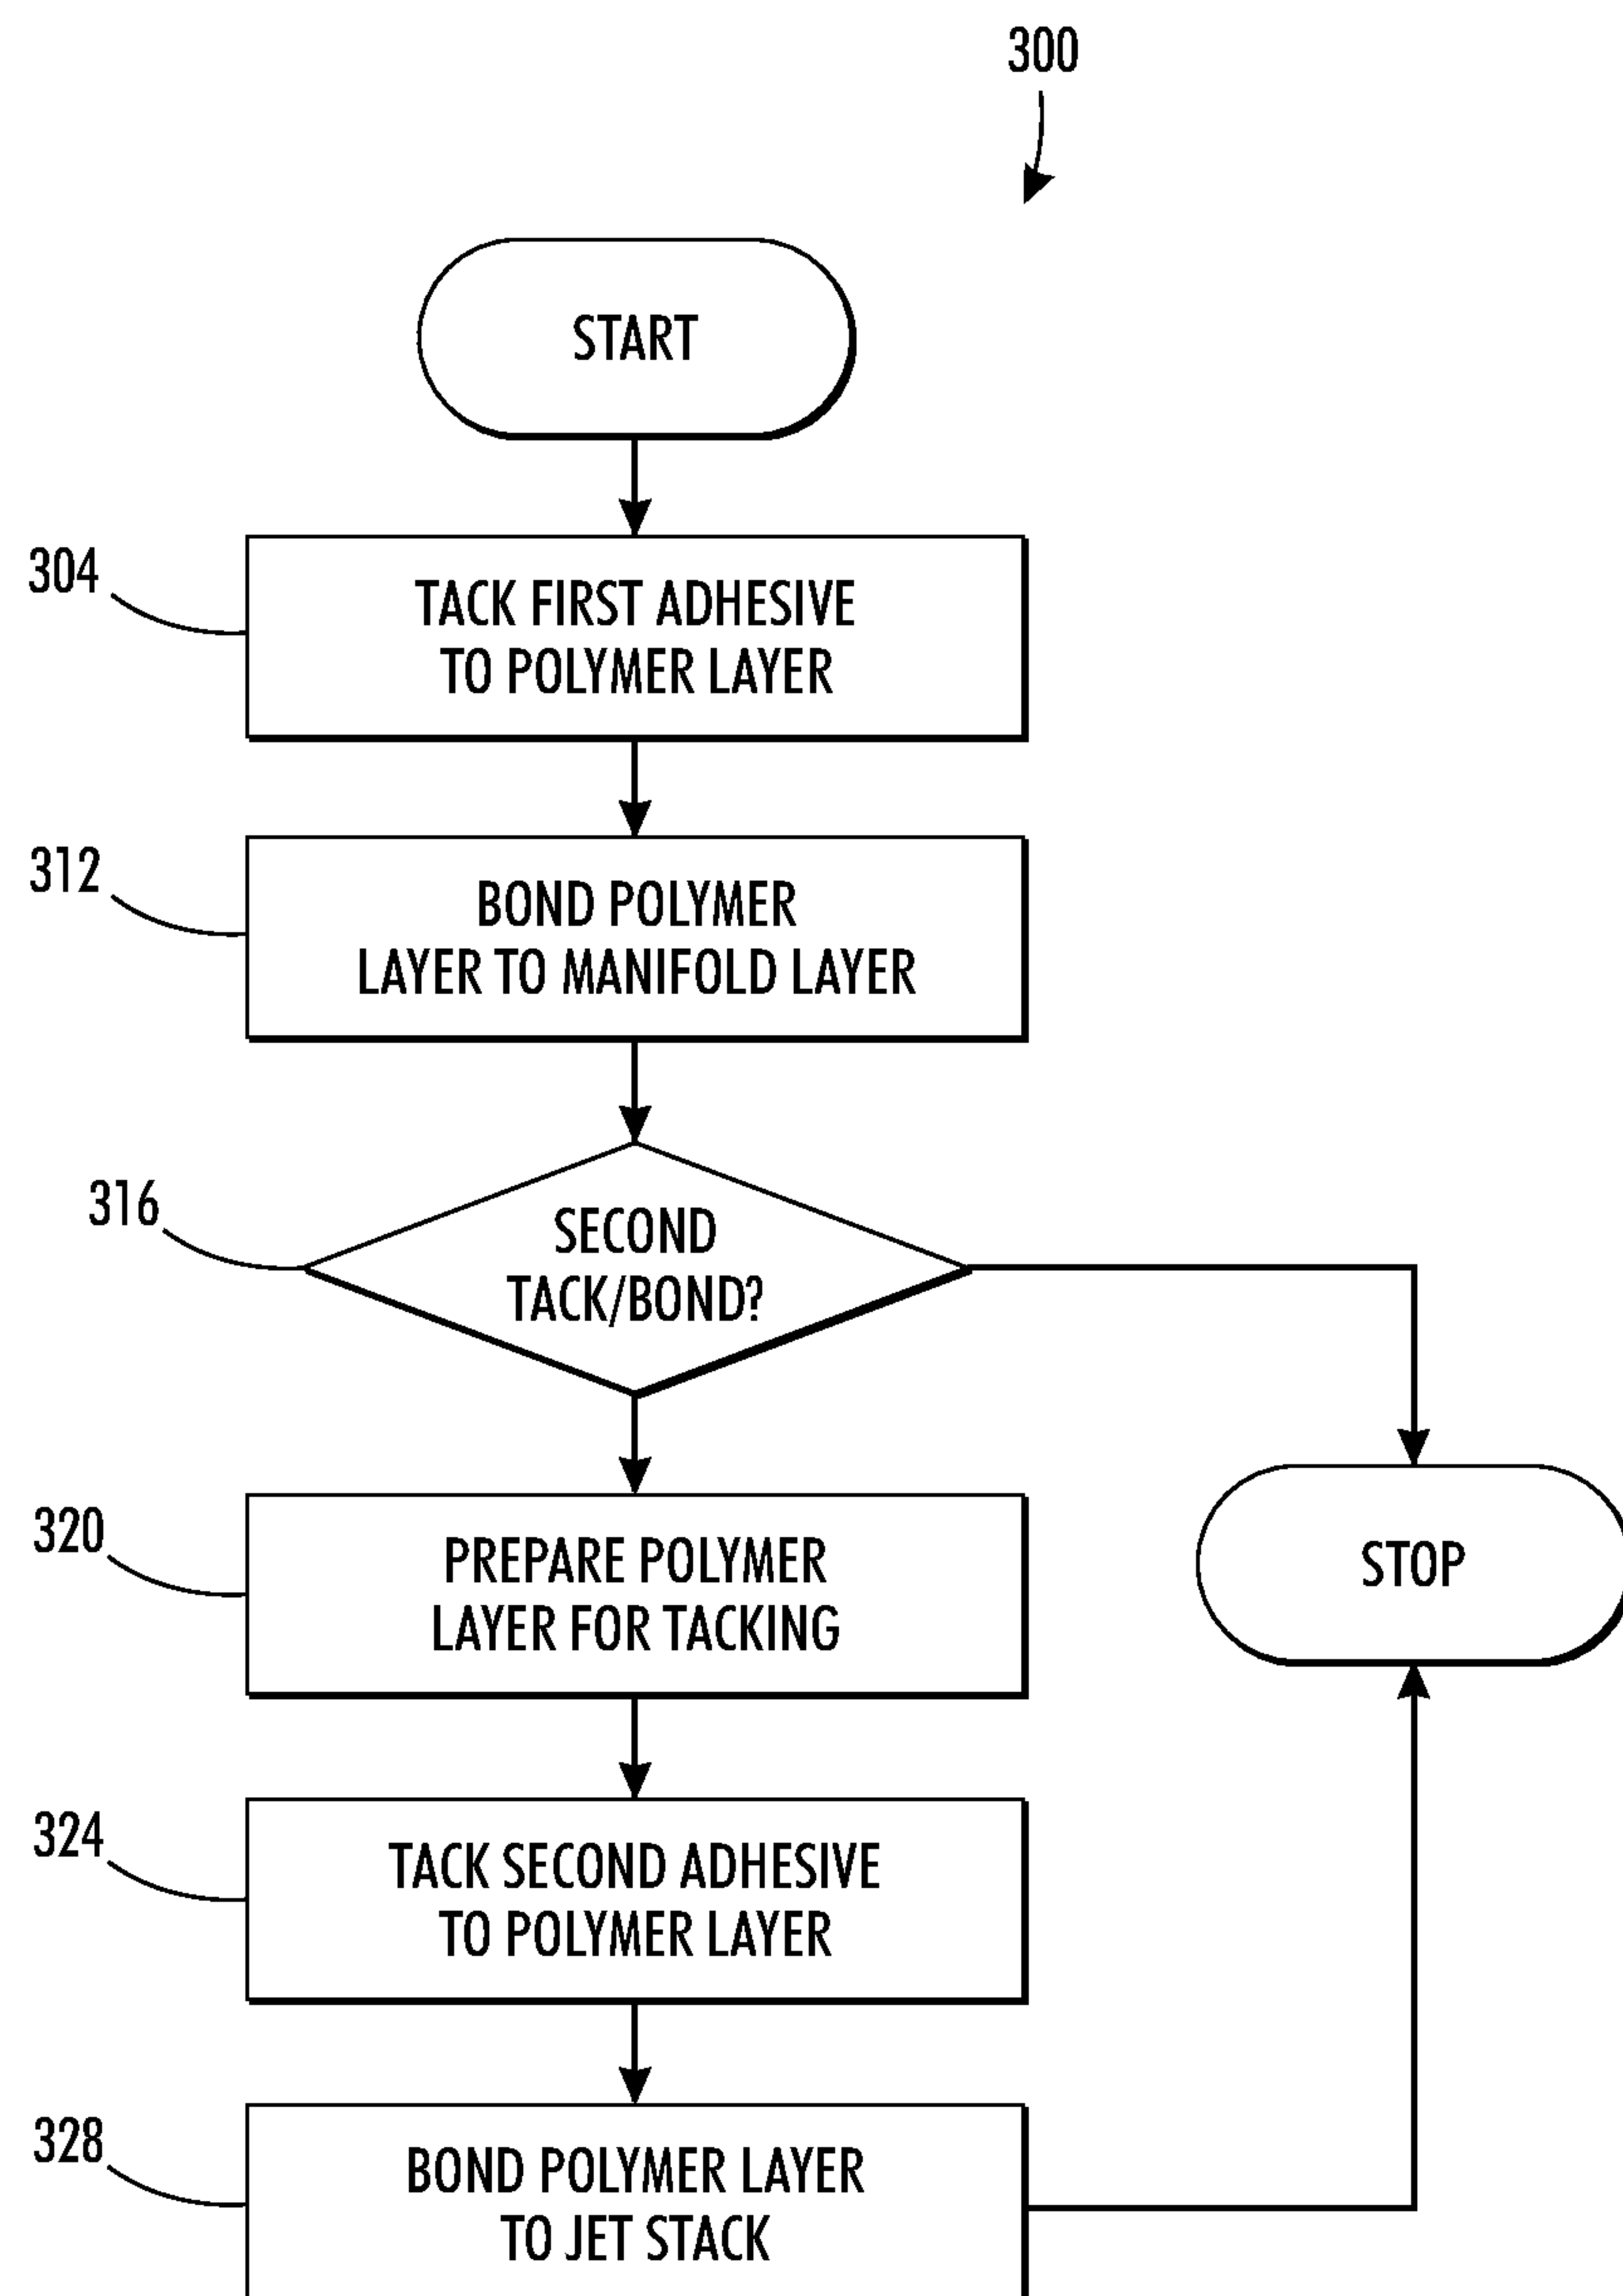 300
START
304
TACK FIRST ADHESIVE
TO POLYMER LAYER
312
BOND POLYMER
LAYER TO MANIFOLD LAYER
316
SECOND
TACK/BOND?
320
PREPARE POLYMER
LAYER FOR TACKING
STOP
324
TACK SECOND ADHESIVE
TO POLYMER LAYER
328
BOND POLYMER LAYER
TO JET STACK